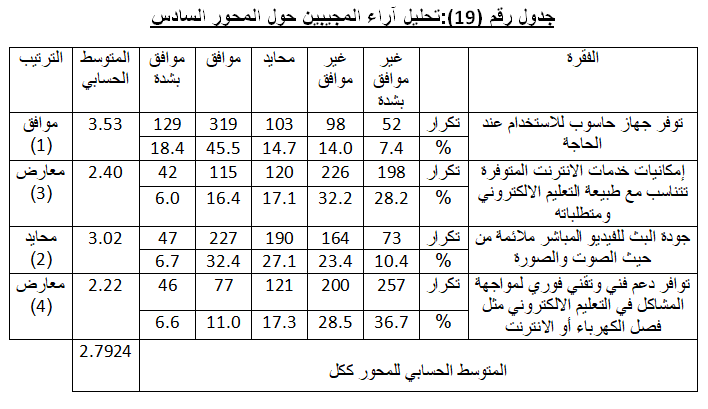 جدول رقم (19):تحليل آراء المجيبين حول المحور السادس
الفقرة غير موافق بشدة غير موافق محايد موافق موافق بشدة المتوسط الحسابي الترتيب
توفر جهاز حاسوب للاستخدام عند الحاجة تكرار 52 98 103 319 129 3.53 موافق (1)
% 7.4 14.0 14.7 45.5 18.4
إمكانيات خدمات الانترنت المتوفرة تتناسب مع طبيعة التعليم الالكتروني ومتطلباته تكرار 198 226 120 115 42 2.40 معارض (3)
% 28.2 32.2 17.1 16.4 6.0
جودة البث للفيديو المباشر ملائمة من حيث الصوت والصورة تكرار 73 164 190 227 47 3.02 محايد (2)
% 10.4 23.4 27.1 32.4 6.7
توافر دعم فني وتقني فوري لمواجهة المشاكل في التعليم الالكتروني مثل فصل الكهرباء أو الانترنت تكرار 257 200 121 77 46 2.22 معارض (4)
% 36.7 28.5 17.3 11.0 6.6
المتوسط الحسابي للمحور ككل 2.7924